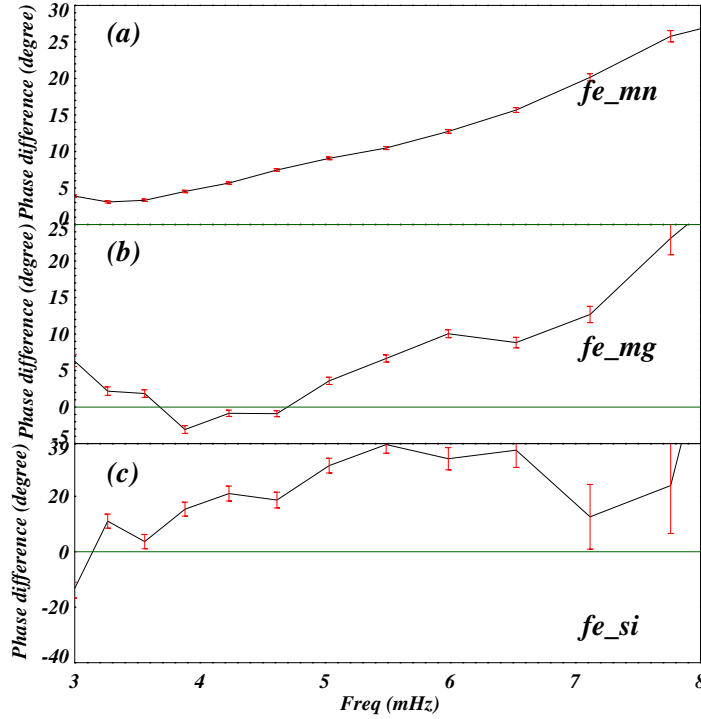 30
(a)
25
20
fe_mn
15
10
5
0
Phase difference (degree)
25
(b)
20
15
10
fe_mg
5
0
-5
Phase difference (degree)
39
(c)
20
0
-20
fe_si
-40
Phase difference (degree)
3 4 5 6 7 8
Freq (mHz)